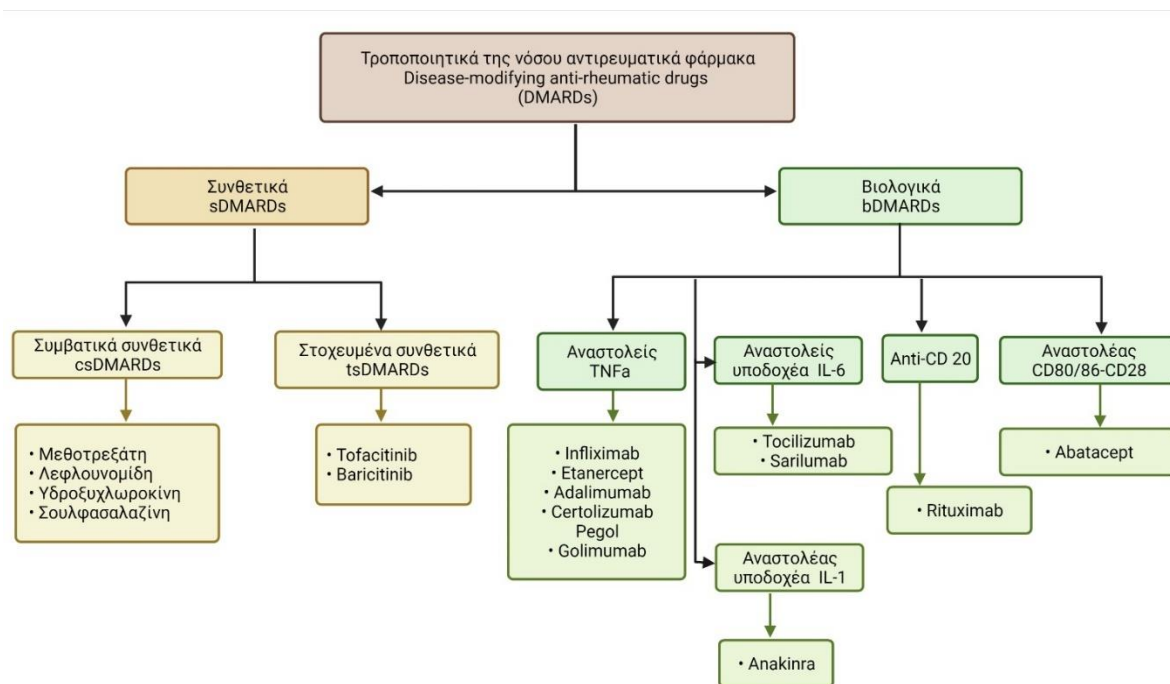 Τροποποιητικά της νόσου αντιρευματικά φάρμακα
Disease-modifying anti-rheumatic drugs
(DMARDs)
Συνθετικά
sDMARDs
Βιολογικά
bDMARDs
Συμβατικά συνθετικά
csDMARDs
Στοχευμένα συνθετικά
tsDMARDs
Αναστολείς
TNFa
Αναστολείς
υποδοχέα IL-6
Anti-CD 20
Αναστολέας
CD80/86-CD28
• Μεθοτρεξάτη
• Λεφλουνομίδη
• Υδροξυχλωροκίνη
• Σουλφασαλαζίνη
• Tofacitinib
• Baricitinib
• Infliximab
• Etanercept
• Adalimumab
• Certolizumab
Pegol
• Golimumab
• Tocilizumab
• Sarilumab
• Rituximab
• Abatacept
Αναστολέας
υποδοχέα IL-1
• Anakinra